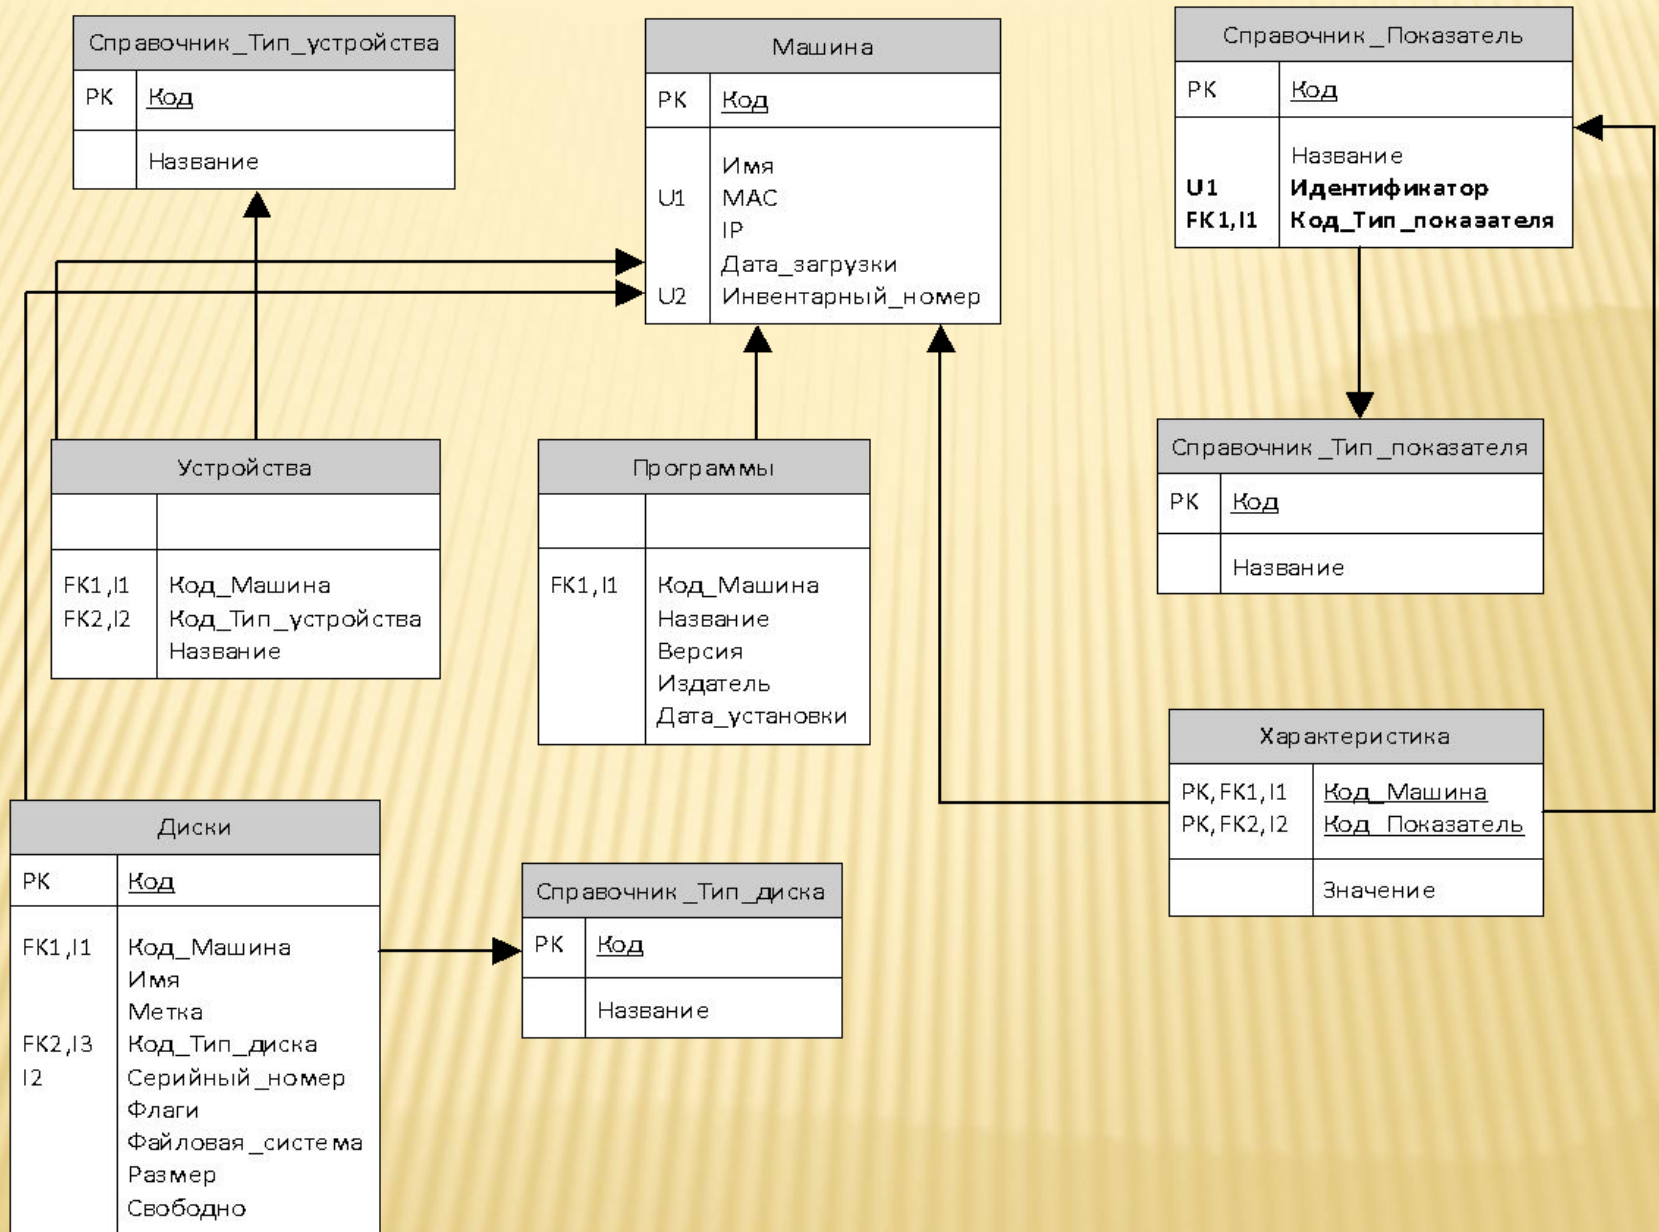 Справочник_Тип_устройства
PK Код
Название
Машина
PK Код
Имя
U1 MAC
IP
Дата_загрузки
U2 Инвентарный_номер
Справочник_Показатель
PK Код
Название
U1 Идентификатор
FK1,I1 Код_Тип_показателя
Устройства
FK1,I1 Код_Машина
FK2,I2 Код_Тип_устройства
Название
Программы
FK1,I1 Код_Машина
Название
Версия
Издатель
Дата_установки
Справочник_Тип_показателя
PK Код
Название
Характеристика
PK,FK1,I1 Код_Машина
PK,FK2,I2 Код_Показатель
Значение
Диски
PK Код
FK1,I1 Код_Машина
Имя
Метка
FK2,I3 Код_Тип_диска
I2 Серийный_номер
Флаги
Файловая_система
Размер
Свободно
Справочник_Тип_диска
PK Код
Название